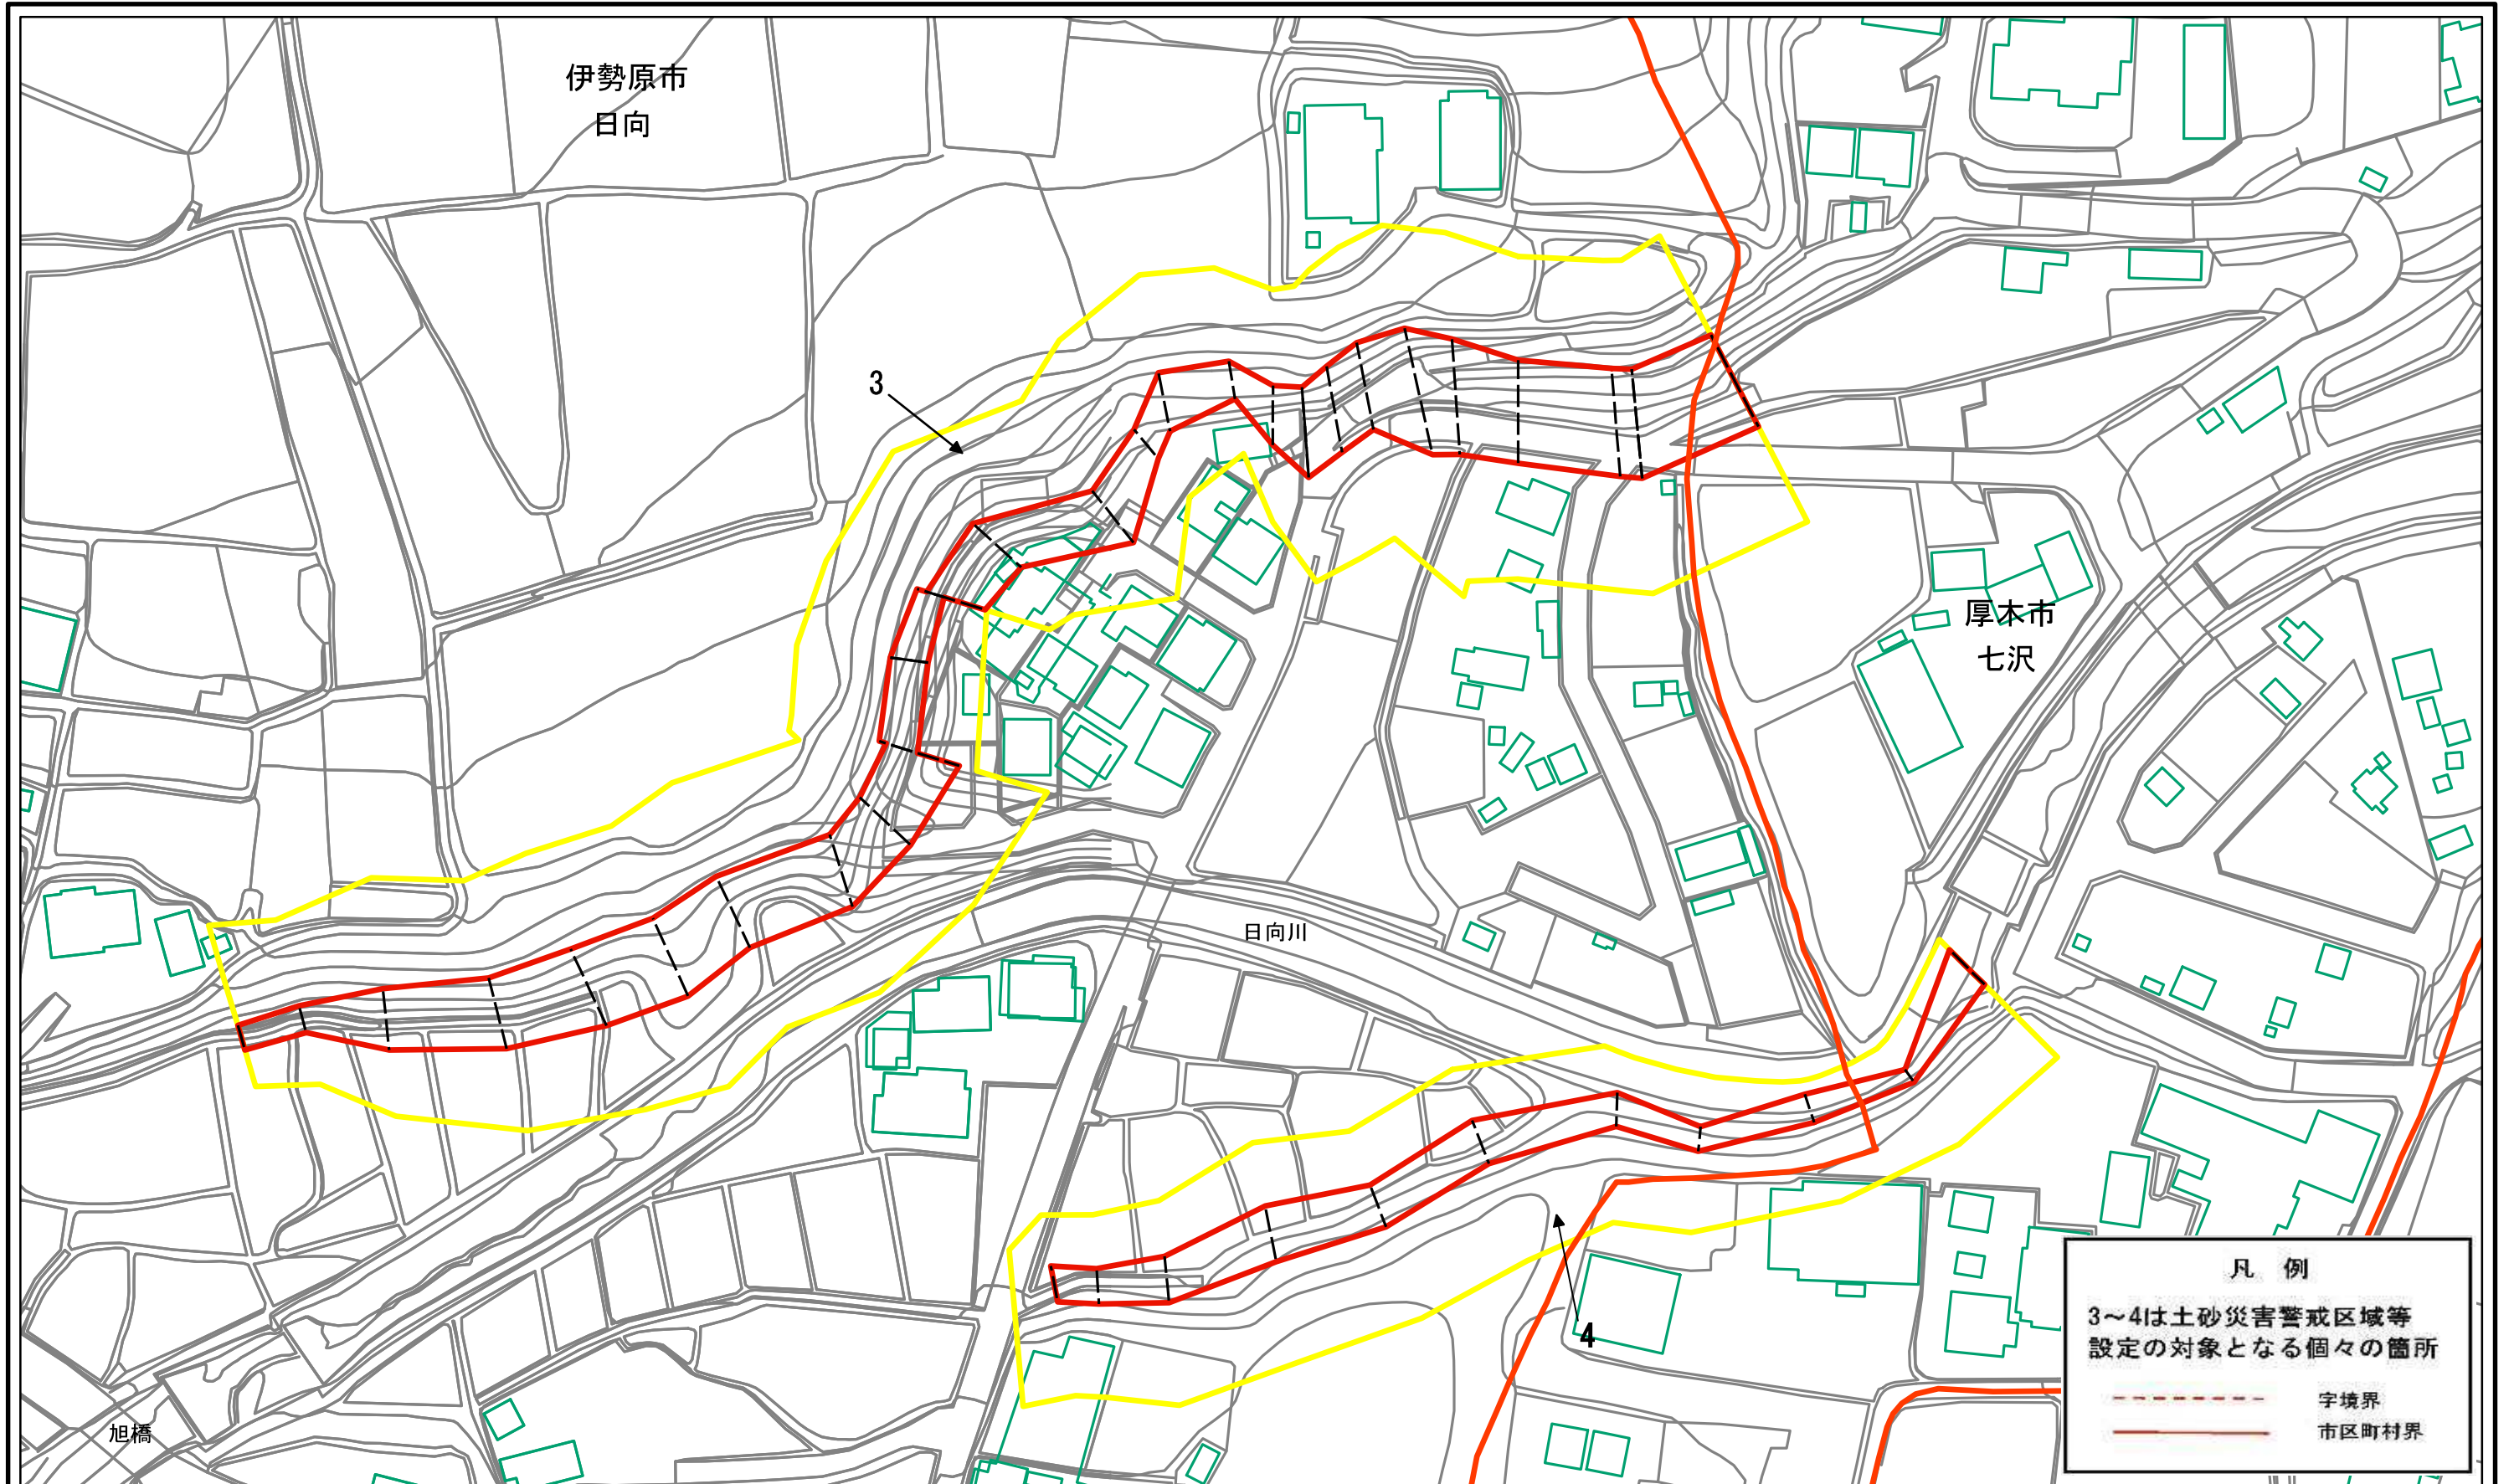 伊勢原市
日向
3
厚木市
七沢
日向川
4
旭橋
凡 例
3～4は土砂災害警戒区域等
設定の対象となる個々の箇所
字境界
市区町村界